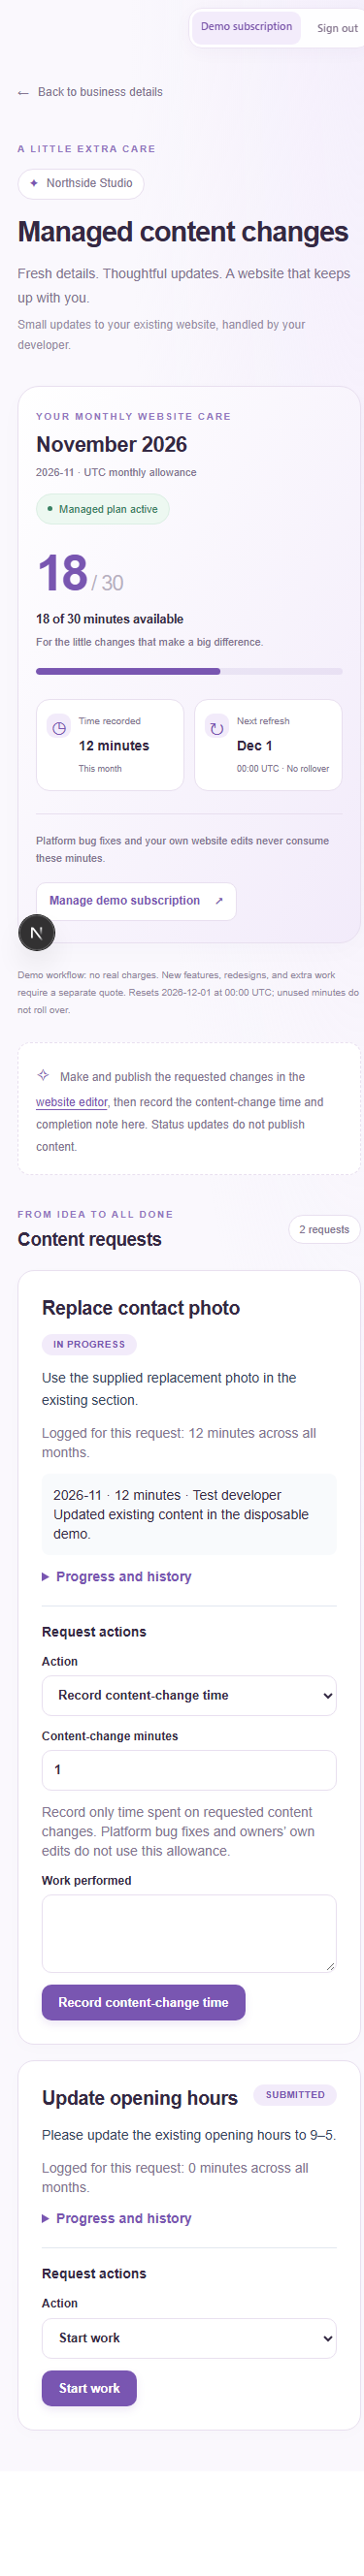 Demo subscription
Sign out
← Back to business details
A LITTLE EXTRA CARE
✦ Northside Studio
Managed content changes
Fresh details. Thoughtful updates. A website that keeps
up with you.
Small updates to your existing website, handled by your
developer.
YOUR MONTHLY WEBSITE CARE
November 2026
2026-11 · UTC monthly allowance
Managed plan active
18 / 30
18 of 30 minutes available
For the little changes that make a big difference.
Time recorded
12 minutes
This month
Next refresh
Dec 1
00:00 UTC · No rollover
Platform bug fixes and your own website edits never consume
these minutes.
Manage demo subscription ↗
N
Demo workflow: no real charges. New features, redesigns, and extra work
require a separate quote. Resets 2026-12-01 at 00:00 UTC; unused minutes do
not roll over.
✧ Make and publish the requested changes in the
website editor, then record the content-change time and
completion note here. Status updates do not publish
content.
FROM IDEA TO ALL DONE
Content requests
2 requests
Replace contact photo
IN PROGRESS
Use the supplied replacement photo in the
existing section.
Logged for this request: 12 minutes across all
months.
2026-11 · 12 minutes · Test developer
Updated existing content in the disposable
demo.
▶ Progress and history
Request actions
Action
Record content-change time
Content-change minutes
1
Record only time spent on requested content
changes. Platform bug fixes and owners’ own
edits do not use this allowance.
Work performed
Record content-change time
Update opening hours
SUBMITTED
Please update the existing opening hours to 9–5.
Logged for this request: 0 minutes across all
months.
▶ Progress and history
Request actions
Action
Start work
Start work